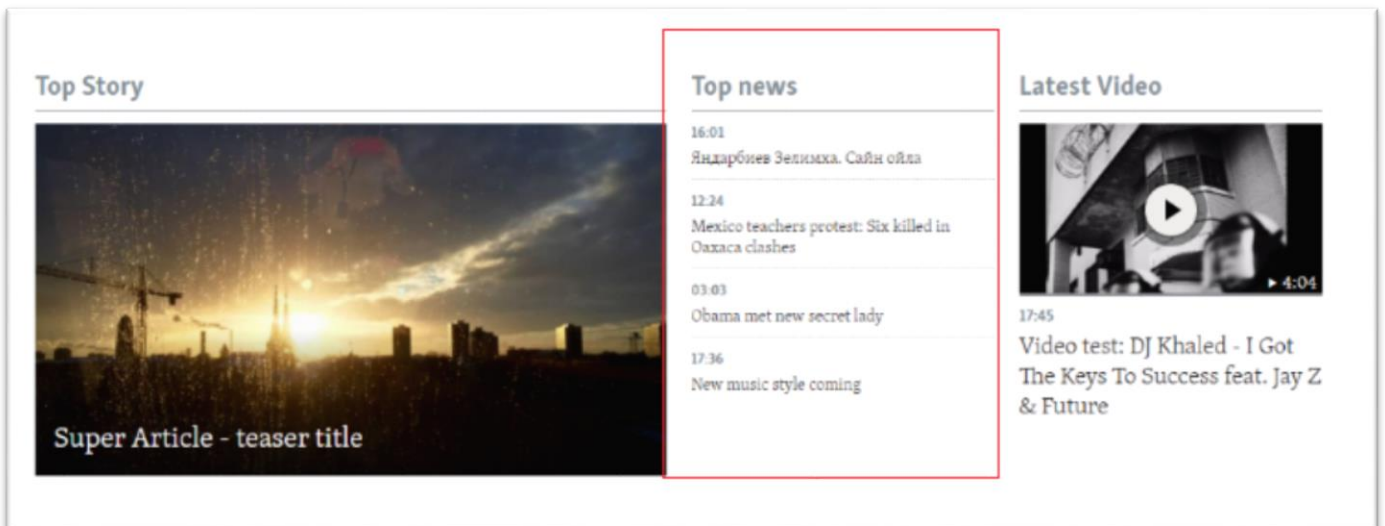 Top Story
Super Article - teaser title
Top news
16:01
Яндарбиев Зелимха. Сайн ойла
12:24
Mexico teachers protest: Six killed in
Oaxaca clashes
03:03
Obama met new secret lady
17:36
New music style coming
Latest Video
4:04
17:45
Video test: DJ Khaled - I Got
The Keys To Success feat. Jay Z
& Future